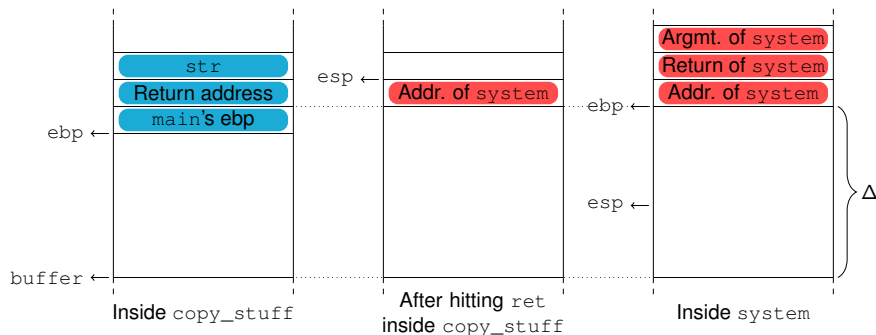 str
Return address
main's ebp
ebp
buffer
Inside copy_stuff
esp
Addr. of system
After hitting ret
inside copy_stuff
Argmt. of system
Return of system
Addr. of system
ebp
esp
Δ
Inside system